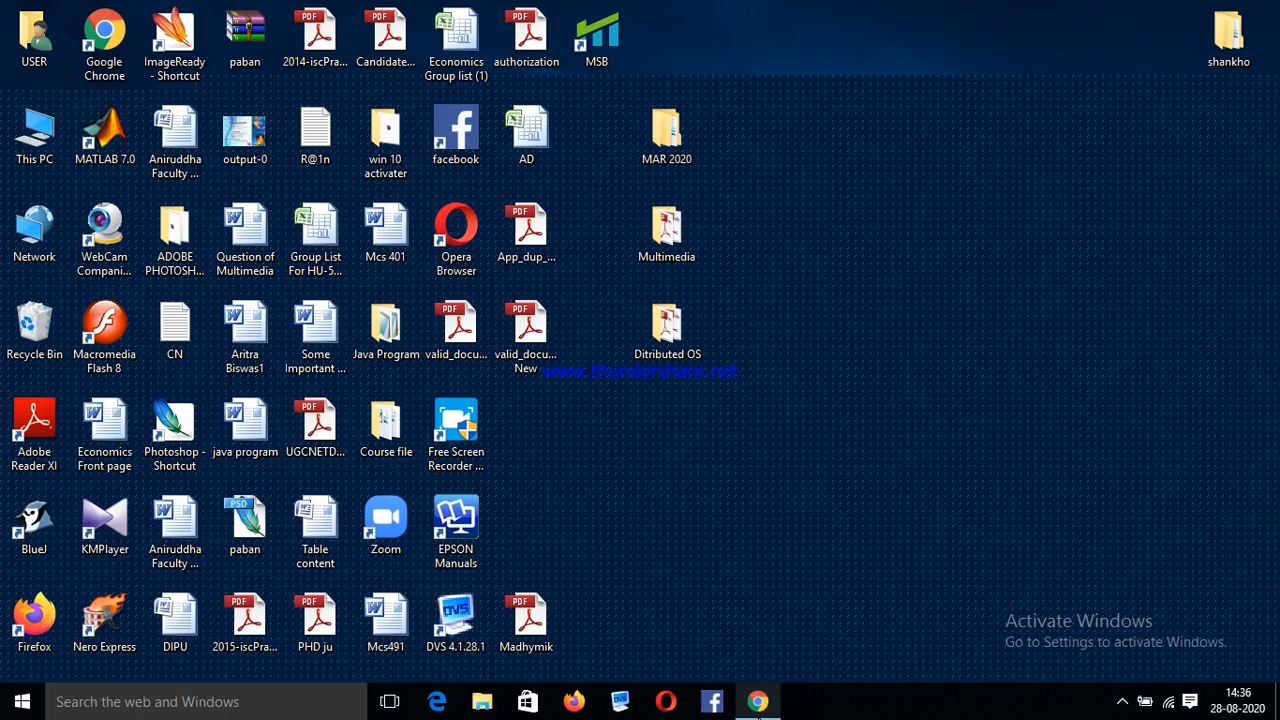 USER
Google
Chrome
ImageReady
- Shortcut
paban
2014-iscPra...
Candidate...
Economics
Group list (1)
authorization
MSB
shankho
This PC
MATLAB 7.0
Aniruddha
Faculty ...
output-0
R@1n
win 10
activater
facebook
AD
MAR 2020
Network
WebCam
Compani...
ADOBE
PHOTOSH...
Question of
Multimedia
Group List
For HU-5...
Mcs 401
Opera
Browser
App_dup_...
Multimedia
Recycle Bin
Macromedia
Flash 8
CN
Aritra
Biswas1
Some
Important ...
Java Program
valid_docu...
valid_docu...
New
Ditributed OS
www.thundershare.net
Adobe
Reader XI
Economics
Front page
Photoshop -
Shortcut
java program
UGCNETD...
Course file
Free Screen
Recorder ...
BlueJ
KMPlayer
Aniruddha
Faculty ...
paban
Table
content
Zoom
EPSON
Manuals
Firefox
Nero Express
DIPU
2015-iscPra...
PHD ju
Mcs491
DVS 4.1.28.1
Madhymik
Activate Windows
Go to Settings to activate Windows.
Search the web and Windows
14:36
28-08-2020